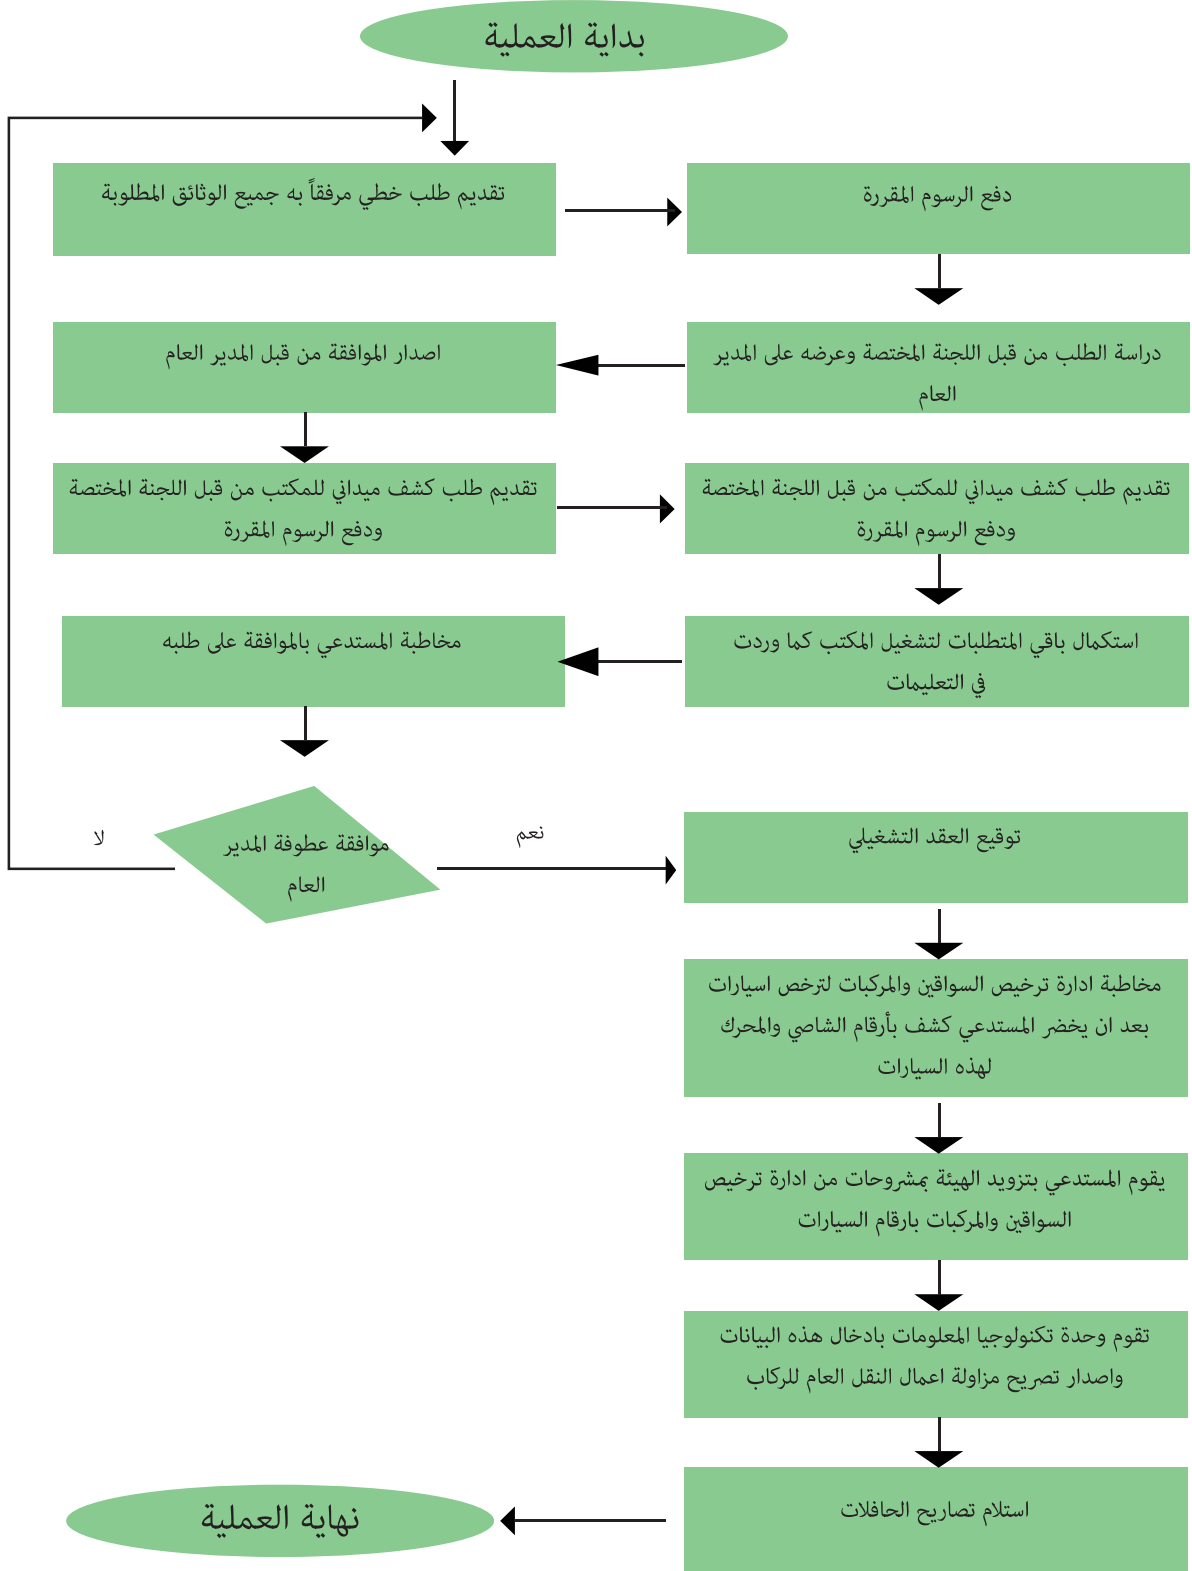 بداية العملية
تقديم طلب خطي مرفقاً به جميع الوثائق المطلوبة
دفع الرسوم المقررة
دراسة الطلب من قبل اللجنة المختصة وعرضه على المدير
العام
اصدار الموافقة من قبل المدير العام
تقديم طلب كشف ميداني للمكتب من قبل اللجنة المختصة
ودفع الرسوم المقررة
تقديم طلب كشف ميداني للمكتب من قبل اللجنة المختصة
ودفع الرسوم المقررة
استكمال باقي المتطلبات لتشغيل المكتب كما وردت
في التعليمات
مخاطبة المستدعي بالموافقة على طلبه
موافقة عطوفة المدير
العام
لا
نعم
توقيع العقد التشغيلي
مخاطبة ادارة ترخيص السواقين والمركبات لترخص اسيارات
بعد ان يخضر المستدعي كشف بأرقام الشاصي والمحرك
لهذه السيارات
يقوم المستدعي بتزويد الهيئة بمشروحات من ادارة ترخيص
السواقين والمركبات بارقام السيارات
تقوم وحدة تكنولوجيا المعلومات بادخال هذه البيانات
واصدار تصريح مزاولة اعمال النقل العام للركاب
استلام تصاريح الحافلات
نهاية العملية